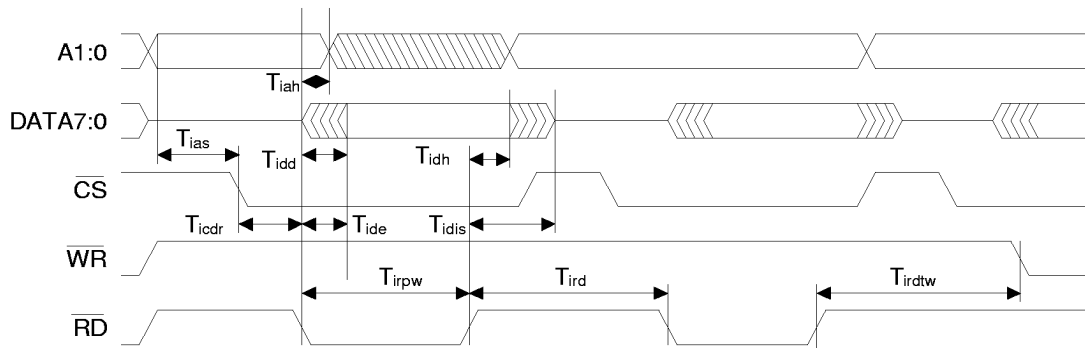 A1:0
Tiah
DATA7:0
Tias
Tidd
Tidh
CS
Ticdr
Tide
Tidis
WR
Tirpw
Tird
Tirdtw
RD